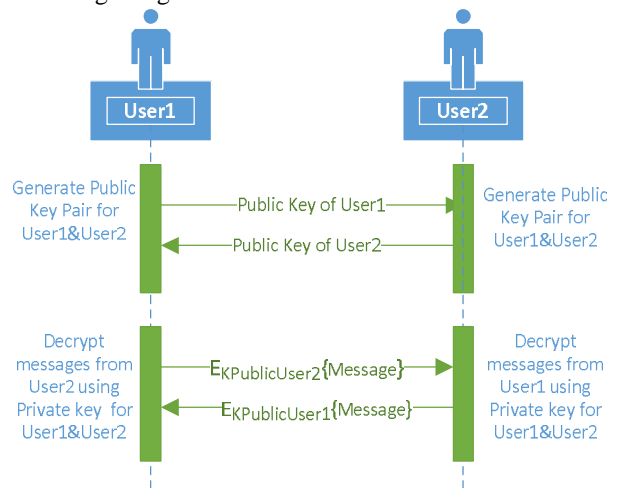 User1
User2
Generate Public
Key Pair for
User1&User2
Public Key of User1
Public Key of User2
Generate Public
Key Pair for
User1&User2
Decrypt
messages from
User2 using
Private key for
User1&User2
EKPublicUser2{Message}
EKPublicUser1{Message}
Decrypt
messages from
User1 using
Private key for
User1&User2